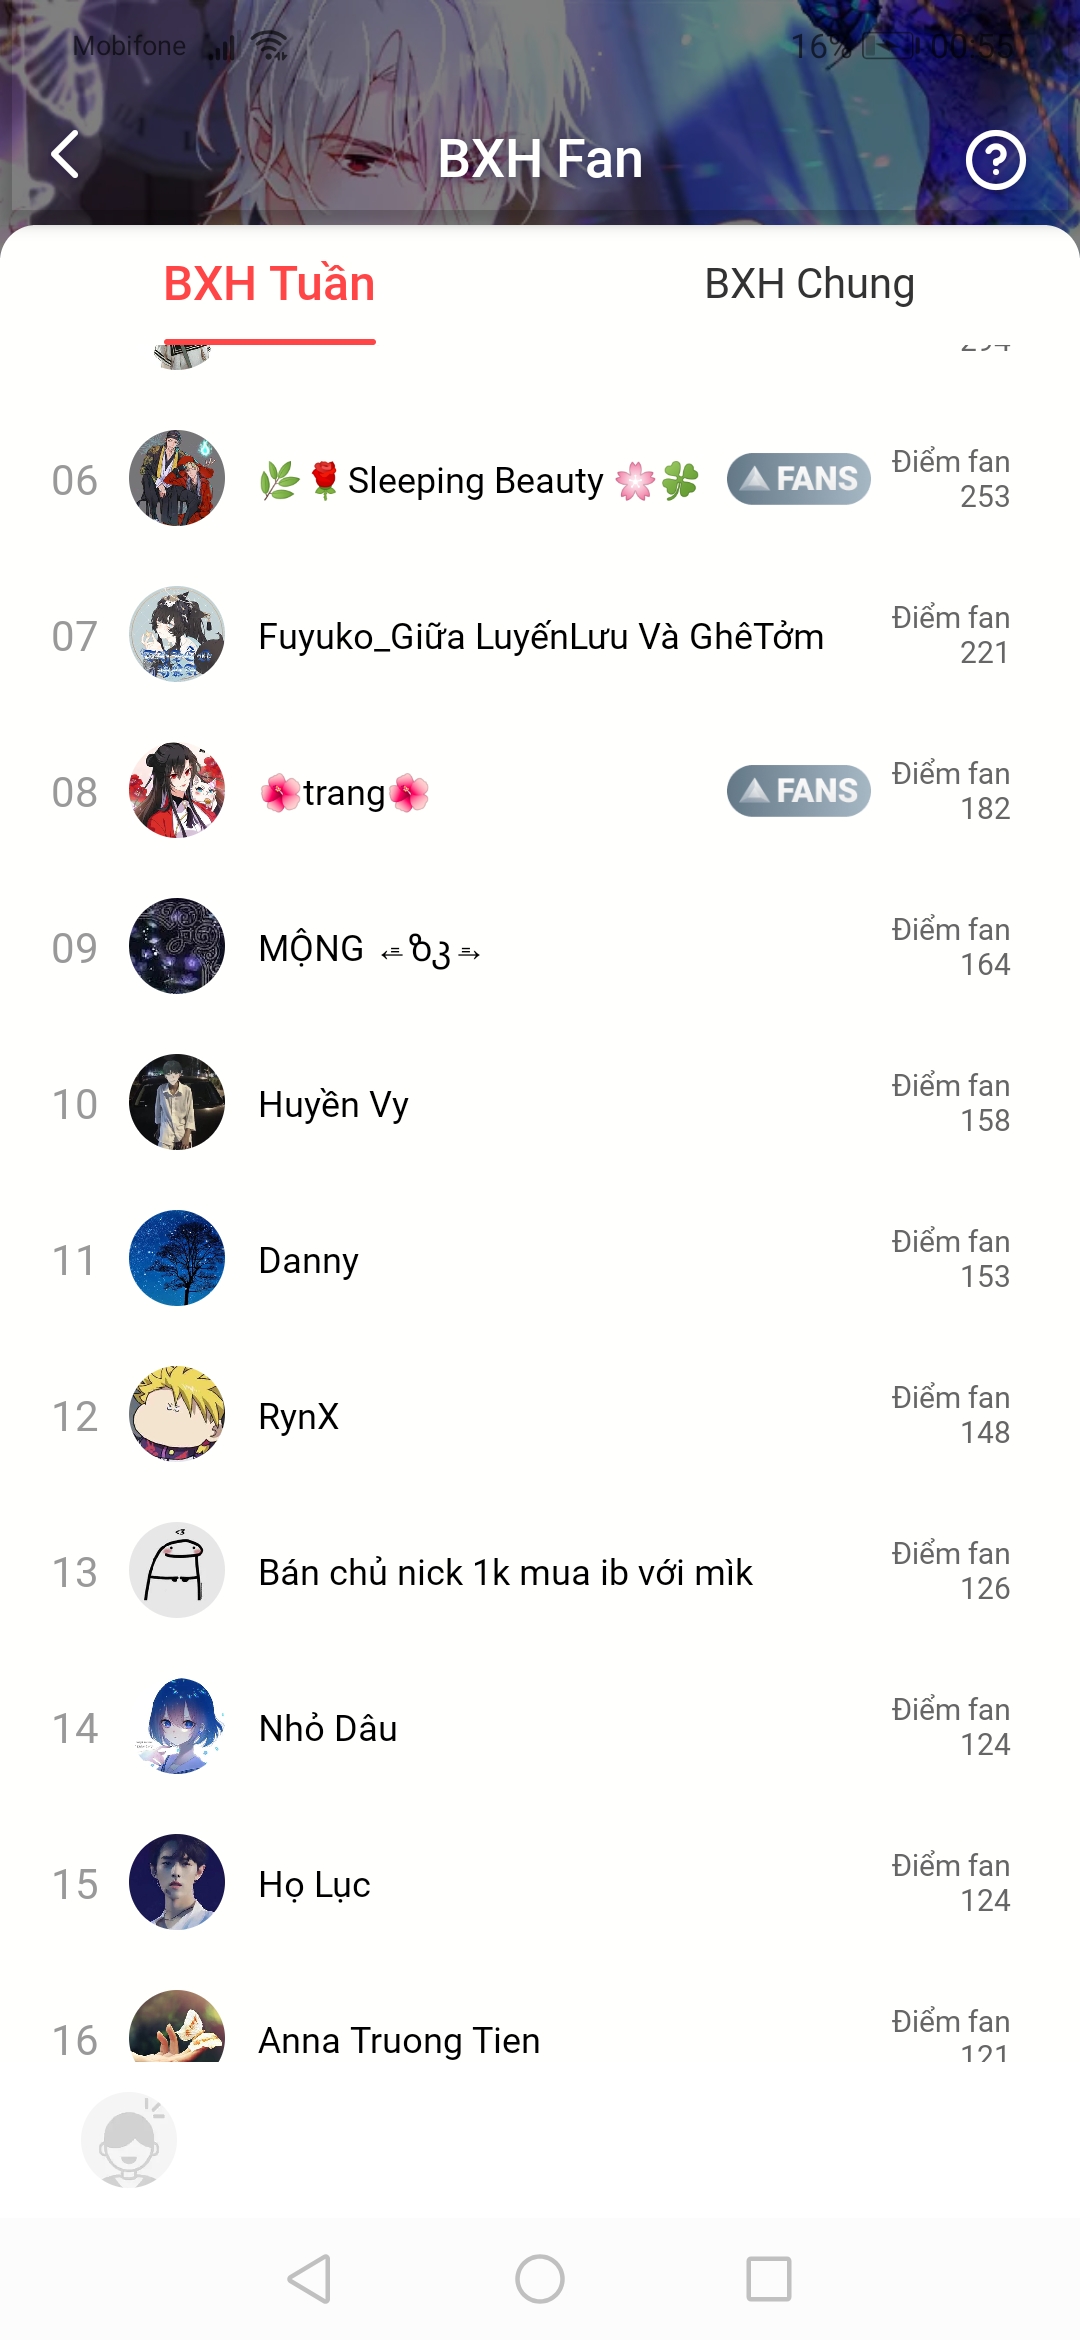 Mobifone 16% 00:55
BXH Fan
BXH Tuần BXH Chung
294
06 🌿🌹Sleeping Beauty 🌸🍀 FANS Điểm fan
253
07 Fuyuko_Giữa LuyếnLưu Và GhêTởm Điểm fan
221
08 🌺trang🌺 FANS Điểm fan
182
09 MỘNG Điểm fan
164
10 Huyền Vy Điểm fan
158
11 Danny Điểm fan
153
12 RynX Điểm fan
148
13 Bán chủ nick 1k mua ib với mìk Điểm fan
126
14 Nhỏ Dâu Điểm fan
124
15 Họ Lục Điểm fan
124
16 Anna Truong Tien Điểm fan
121